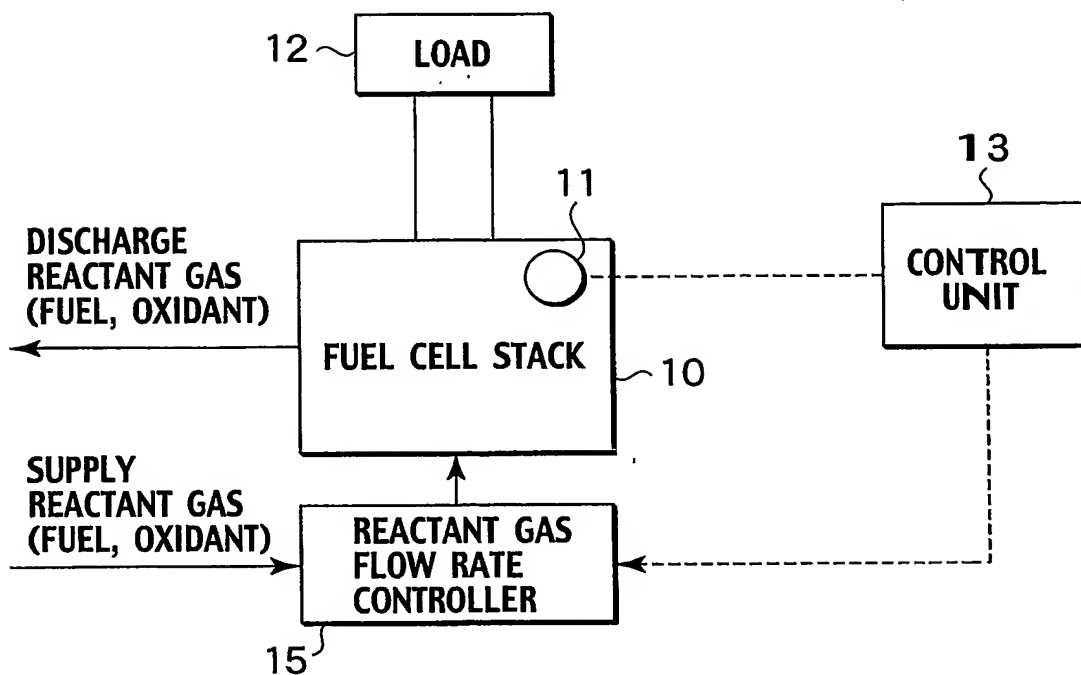 12
LOAD
13
11
DISCHARGE
REACTANT GAS
(FUEL, OXIDANT)
CONTROL
UNIT
FUEL CELL STACK
10
SUPPLY
REACTANT GAS
(FUEL, OXIDANT)
REACTANT GAS
FLOW RATE
CONTROLLER
15